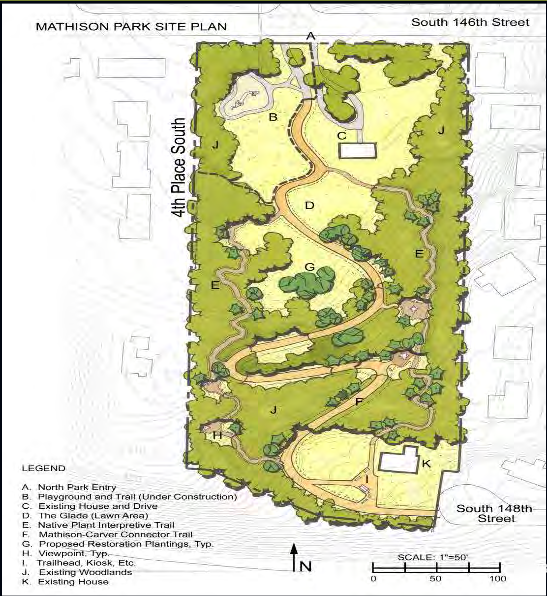 MATHISON PARK SITE PLAN
South 146th Street
A
B
C
J
J
4th Place South
D
E
E
G
F
J
H
K
I
LEGEND
A. North Park Entry
B. Playground and Trail (Under Construction)
C. Existing House and Drive
D. The Glade (Lawn Area)
E. Native Plant Interpretive Trail
F. Mathison-Carver Connector Trail
G. Proposed Restoration Plantings, Typ.
H. Viewpoint, Typ.
I. Trailhead, Kiosk, Etc.
J. Existing Woodlands
K. Existing House
South 148th
Street
N
SCALE: 1"=50'
0 50 100